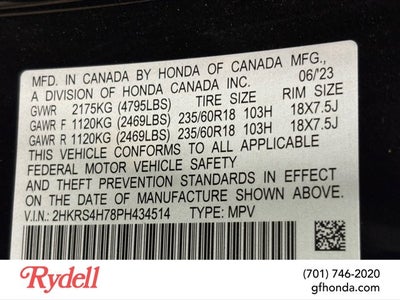 MFD. IN CANADA BY HONDA OF CANADA MFG.,
A DIVISION OF HONDA CANADA INC. 06/'23
GVWR 2175KG (4795LBS) TIRE SIZE RIM SIZE
GAWR F 1120KG (2469LBS) 235/60R18 103H 18X7.5J
GAWR R 1120KG (2469LBS) 235/60R18 103H 18X7.5J
THIS VEHICLE CONFORMS TO ALL APPLICABLE
FEDERAL MOTOR VEHICLE SAFETY
AND THEFT PREVENTION STANDARDS IN EFFECT
ON THE DATE OF MANUFACTURE SHOWN ABOVE.
V.I.N.: 2HKRS4H78PH434514 TYPE: MPV
Rydell
(701) 746-2020
gfhonda.com